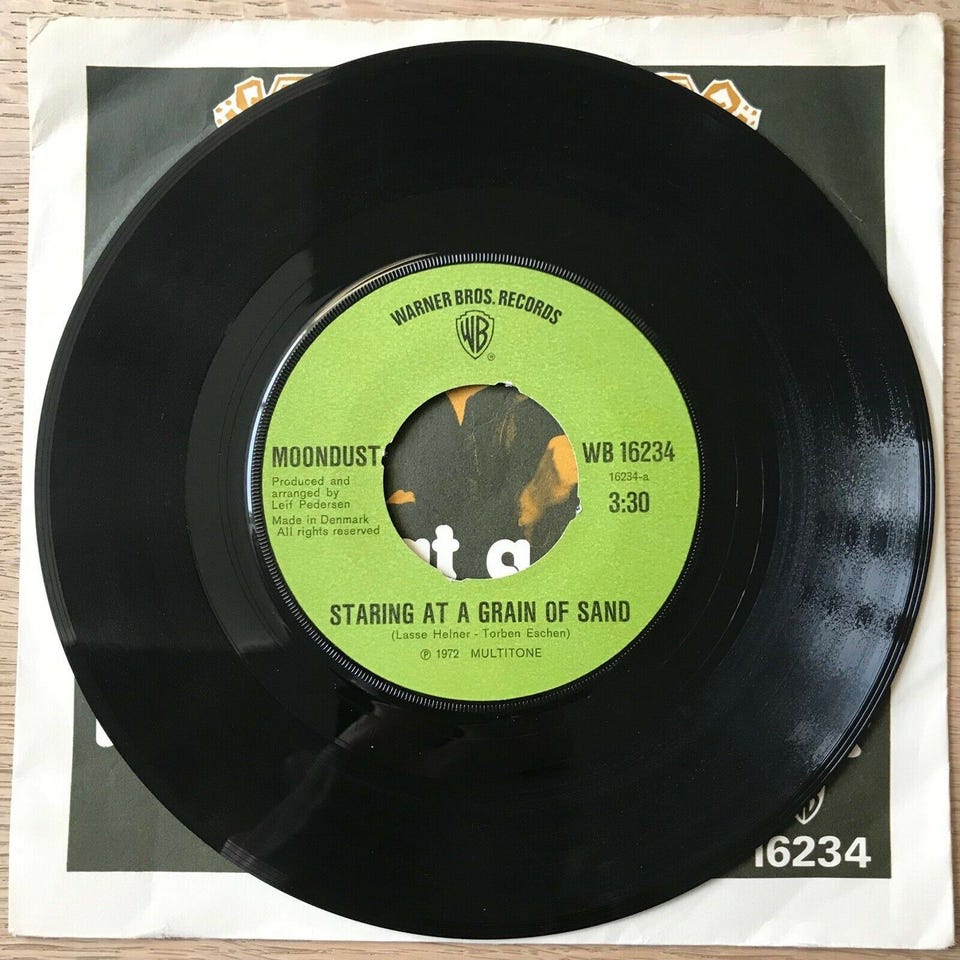 WARNER BROS. RECORDS
WB
®
MOONDUST
Produced and
arranged by
Leif Pedersen
Made in Denmark
All rights reserved
WB 16234
16234-a
3:30
at a
STARING AT A GRAIN OF SAND
(Lasse Helner - Torben Eschen)
℗ 1972 MULTITONE
16234